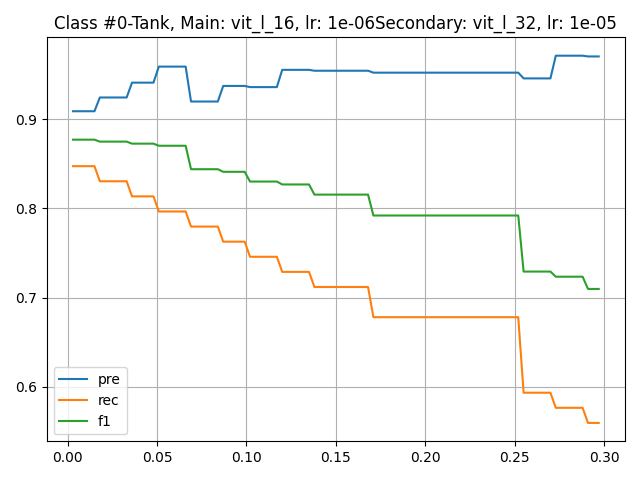 Class #0-Tank, Main: vit_l_16, lr: 1e-06Secondary: vit_l_32, lr: 1e-05
0.9
0.8
0.7
0.6
pre
rec
f1
0.00 0.05 0.10 0.15 0.20 0.25 0.30